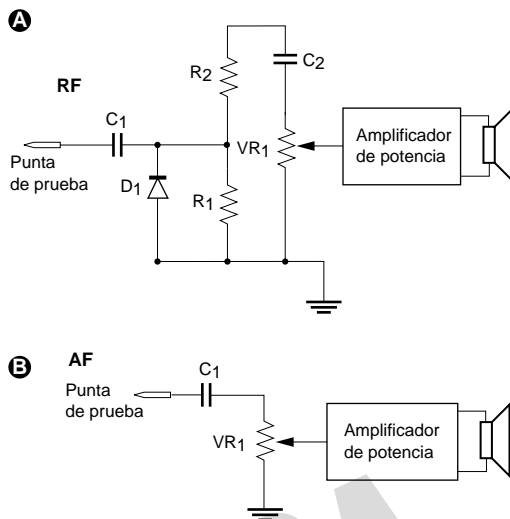 A
RF
Punta
de prueba
C1
D1
R2
R1
C2
VR1
Amplificador
de potencia
B
AF
Punta
de prueba
C1
VR1
Amplificador
de potencia